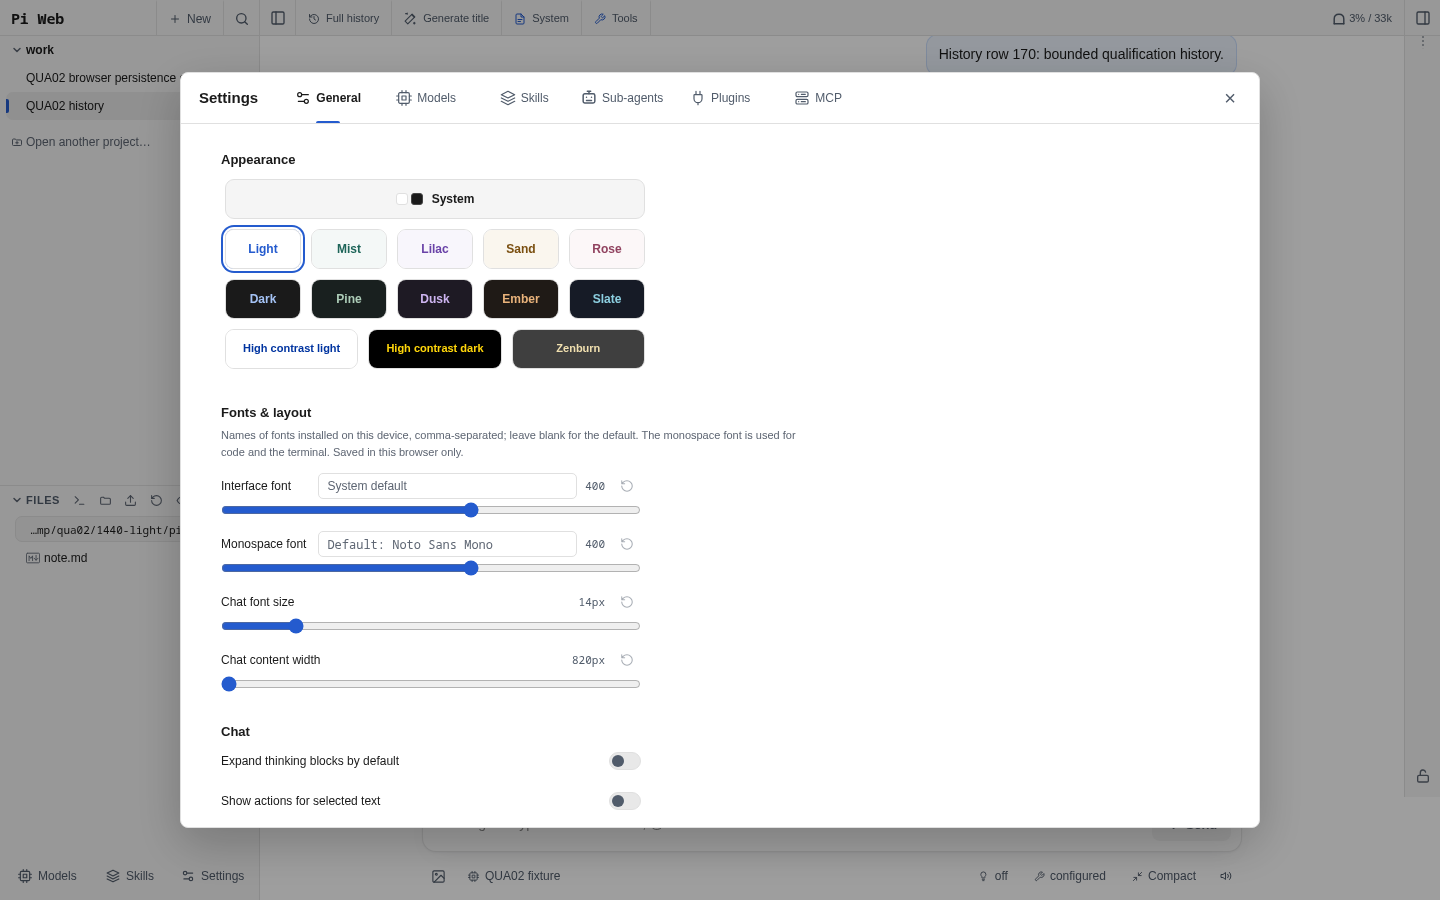 Pi Web
New
Full history
Generate title
System
Tools
3% / 33k
work
QUA02 browser persistence
QUA02 history
Open another project…
History row 170: bounded qualification history.
Settings
General
Models
Skills
Sub-agents
Plugins
MCP
Appearance
System
Light
Mist
Lilac
Sand
Rose
Dark
Pine
Dusk
Ember
Slate
High contrast light
High contrast dark
Zenburn
Fonts & layout
Names of fonts installed on this device, comma-separated; leave blank for the default. The monospace font is used for
code and the terminal. Saved in this browser only.
Interface font
System default
400
Monospace font
Default: Noto Sans Mono
400
Chat font size
14px
Chat content width
820px
Chat
Expand thinking blocks by default
Show actions for selected text
FILES
…mp/qua02/1440-light/pi
note.md
Models
Skills
Settings
QUA02 fixture
off
configured
Compact